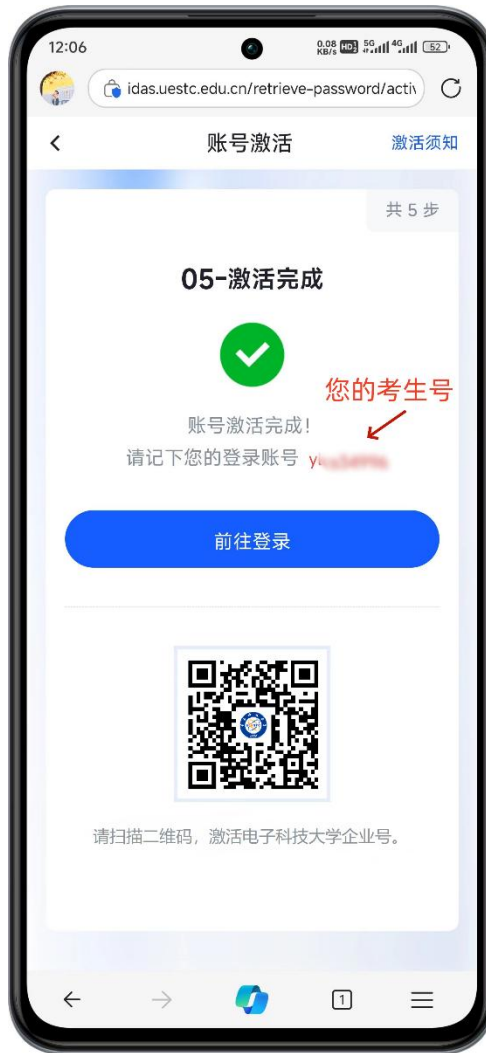 12:06
0.08 KB/s HD 5G 4G 52
idas.uestc.edu.cn/retrieve-password/activ
账号激活
激活须知
共 5 步
05-激活完成
您的考生号
账号激活完成!
请记下您的登录账号
前往登录
请扫描二维码，激活电子科技大学企业号。
1